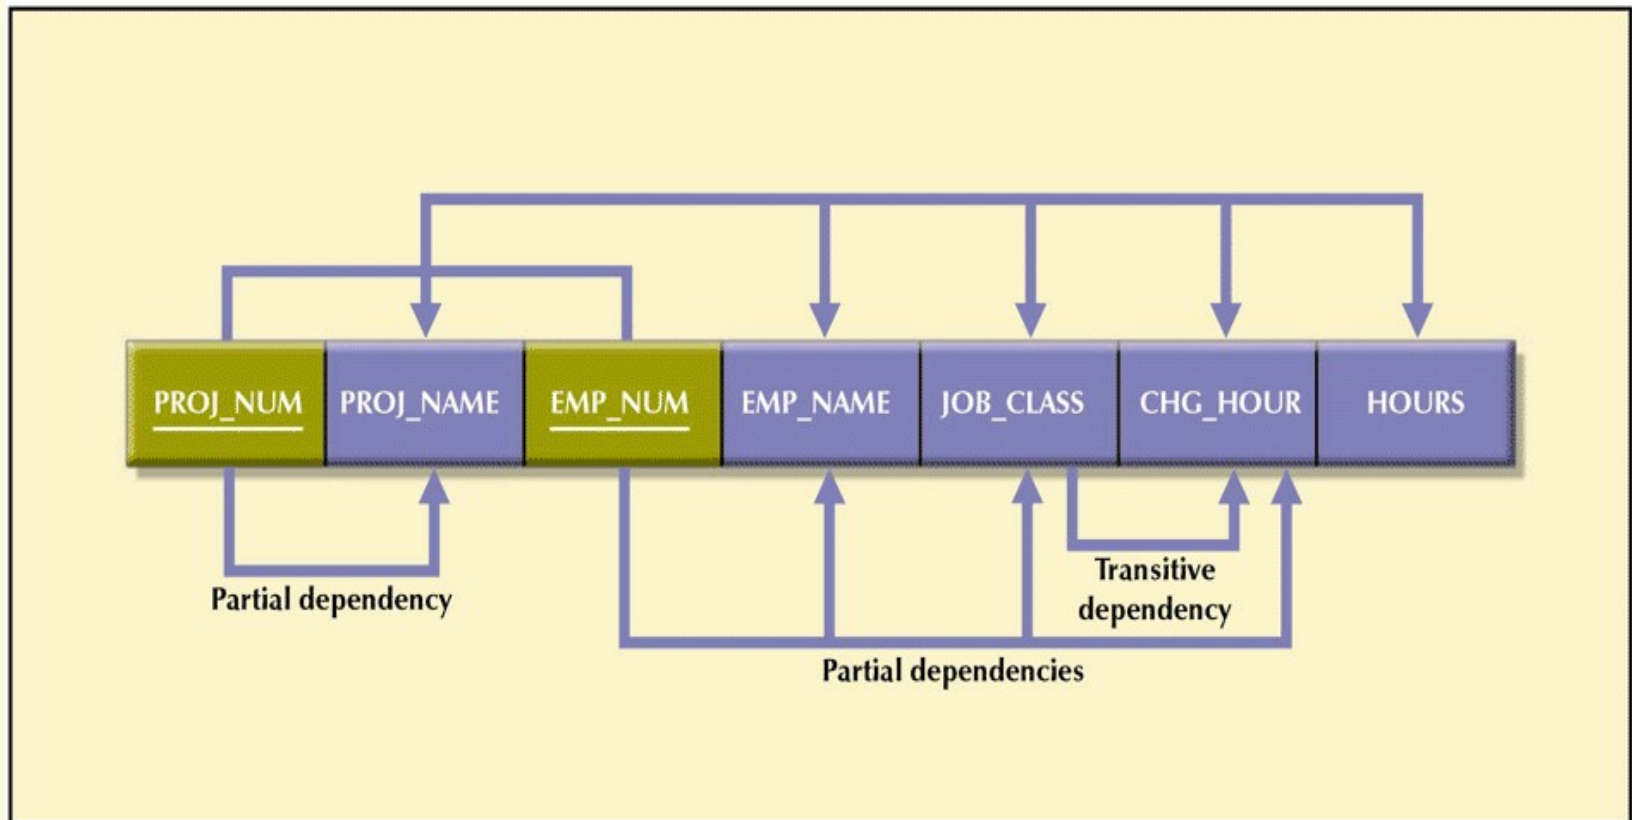 PROJ_NUM PROJ_NAME EMP_NUM EMP_NAME JOB_CLASS CHG_HOUR HOURS
Partial dependency
Transitive
dependency
Partial dependencies